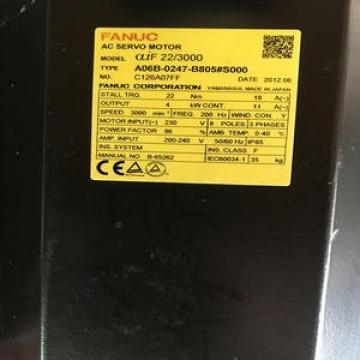 FANUC
AC SERVO MOTOR
MODEL αiF 22/3000
TYPE A06B-0247-B805#S000
NO. C126A07FF DATE 2012.06
FANUC CORPORATION YAMANASHI, MADE IN JAPAN
STALL TRQ. 22 Nm 18 A(~)
OUTPUT 4 kW CONT. 11 A(~)
SPEED 3000 min⁻¹ FREQ. 200 Hz WIND. CON. Y
MOTOR INPUT(~) 230 V 8 POLES 3 PHASES
POWER FACTOR 96 % AMB. TEMP. 0-40 ℃
AMP. INPUT 200-240 V 50/60 Hz IP65
INS. SYSTEM INS. CLASS F
MANUAL NO. B-65262 IEC60034-1 35 kg